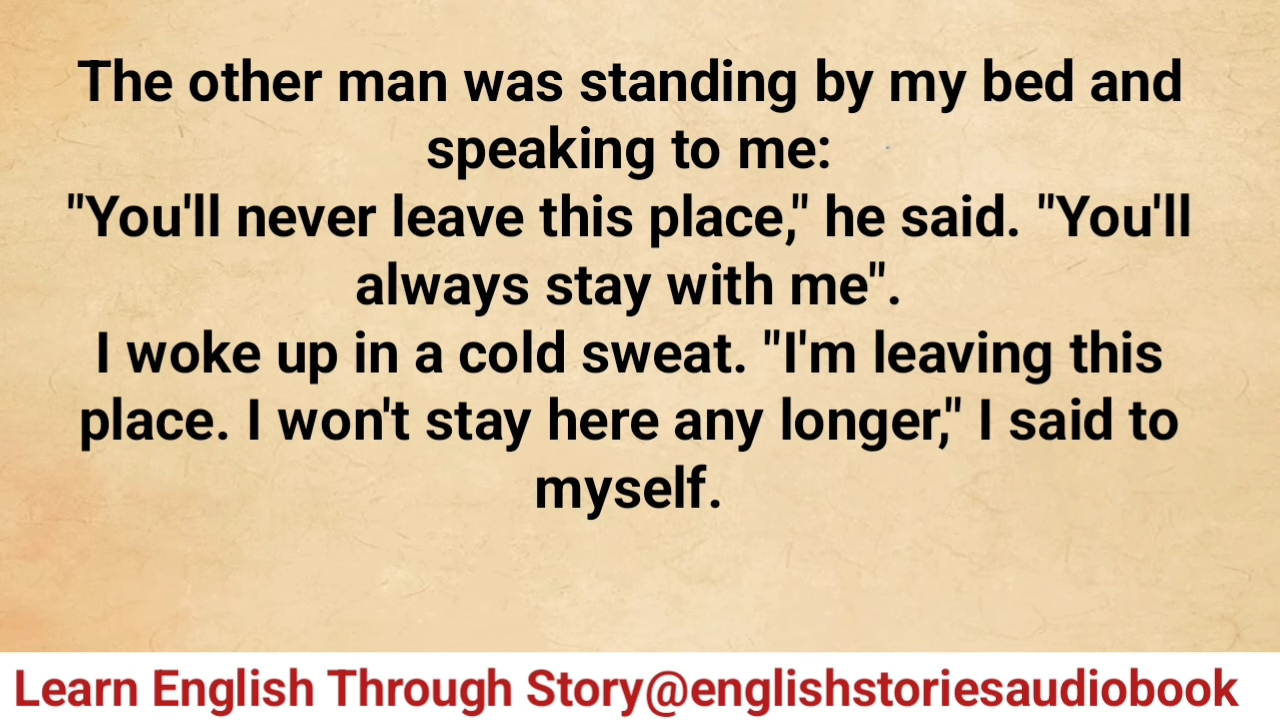 The other man was standing by my bed and
speaking to me:
"You'll never leave this place," he said. "You'll
always stay with me".
I woke up in a cold sweat. "I'm leaving this
place. I won't stay here any longer," I said to
myself.
Learn English Through Story@englishstoriesaudiobook